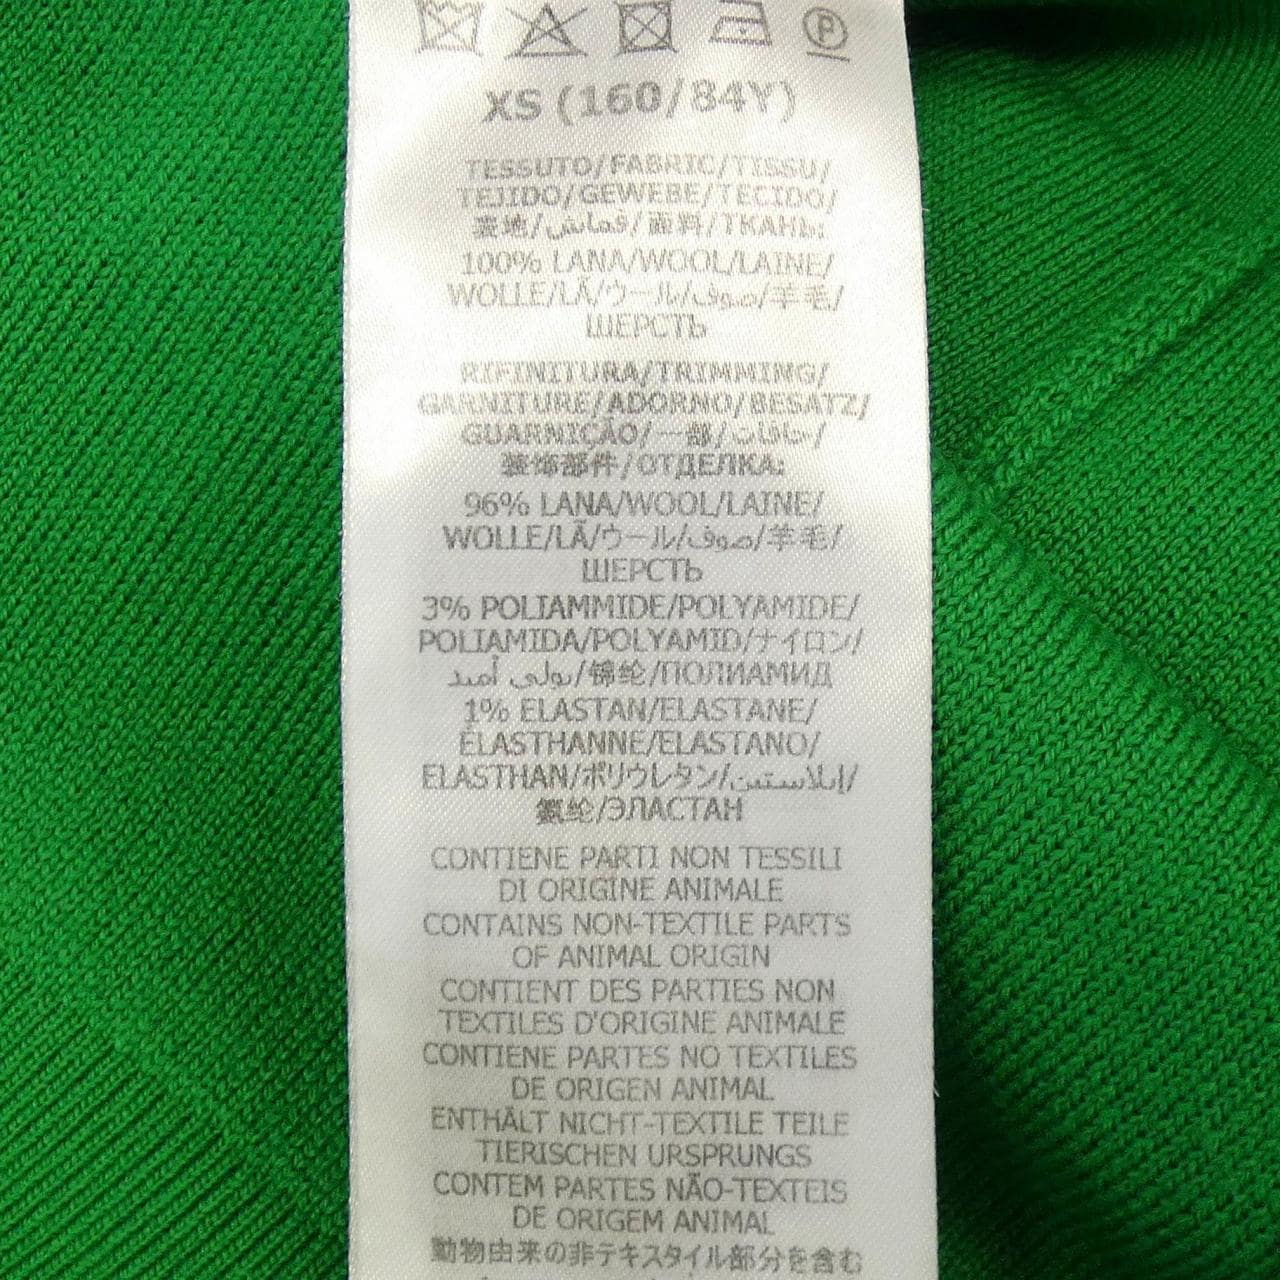 XS (160/84Y)
TESSUTO/FABRIC/TISSU/
TEJIDO/GEWEBE/TECIDO/
表地/قماش/面料/ТКАНЬ:
100% LANA/WOOL/LAINE/
WOLLE/LÃ/ウール/صوف/羊毛/
ШЕРСТЬ
RIFINITURA/TRIMMING/
GARNITURE/ADORNO/BESATZ/
GUARNIÇÃO/一部/حافات/
装饰部件/ОТДЕЛКА:
96% LANA/WOOL/LAINE/
WOLLE/LÃ/ウール/صوف/羊毛/
ШЕРСТЬ
3% POLIAMMIDE/POLYAMIDE/
POLIAMIDA/POLYAMID/ナイロン/
بولي أميد/锦纶/ПОЛИАМИД
1% ELASTAN/ELASTANE/
ÉLASTHANNE/ELASTANO/
ELASTHAN/ポリウレタン/إيلاستين/
氨纶/ЭЛАСТАН
CONTIENE PARTI NON TESSILI
DI ORIGINE ANIMALE
CONTAINS NON-TEXTILE PARTS
OF ANIMAL ORIGIN
CONTIENT DES PARTIES NON
TEXTILES D'ORIGINE ANIMALE
CONTIENE PARTES NO TEXTILES
DE ORIGEN ANIMAL
ENTHÄLT NICHT-TEXTILE TEILE
TIERISCHEN URSPRUNGS
CONTEM PARTES NÃO-TEXTEIS
DE ORIGEM ANIMAL
動物由来の非テキスタイル部分を含む